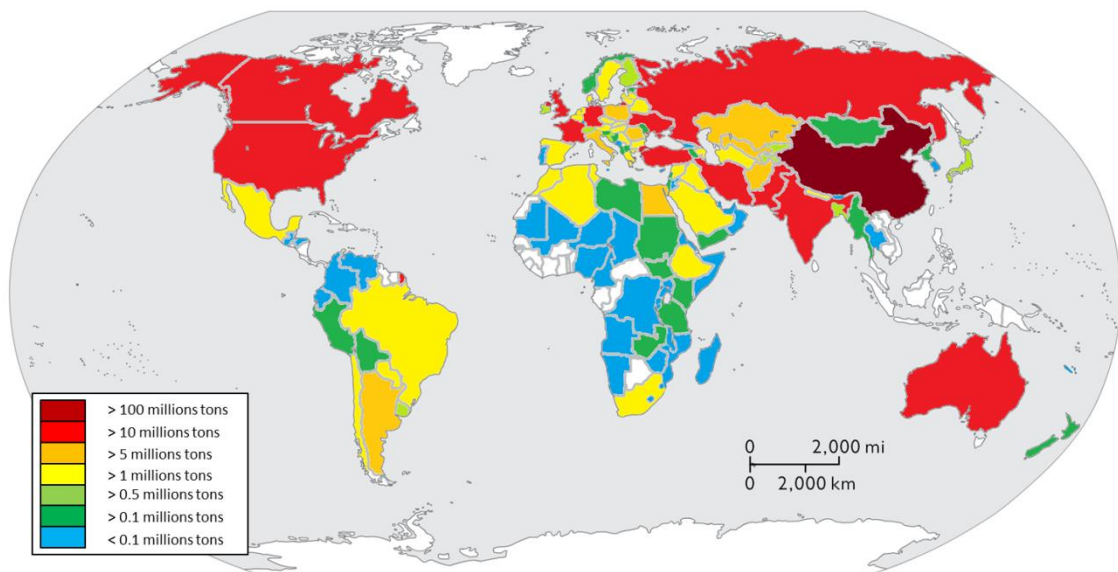 > 100 millions tons
> 10 millions tons
> 5 millions tons
> 1 millions tons
> 0.5 millions tons
> 0.1 millions tons
< 0.1 millions tons
0 2,000 mi
0 2,000 km